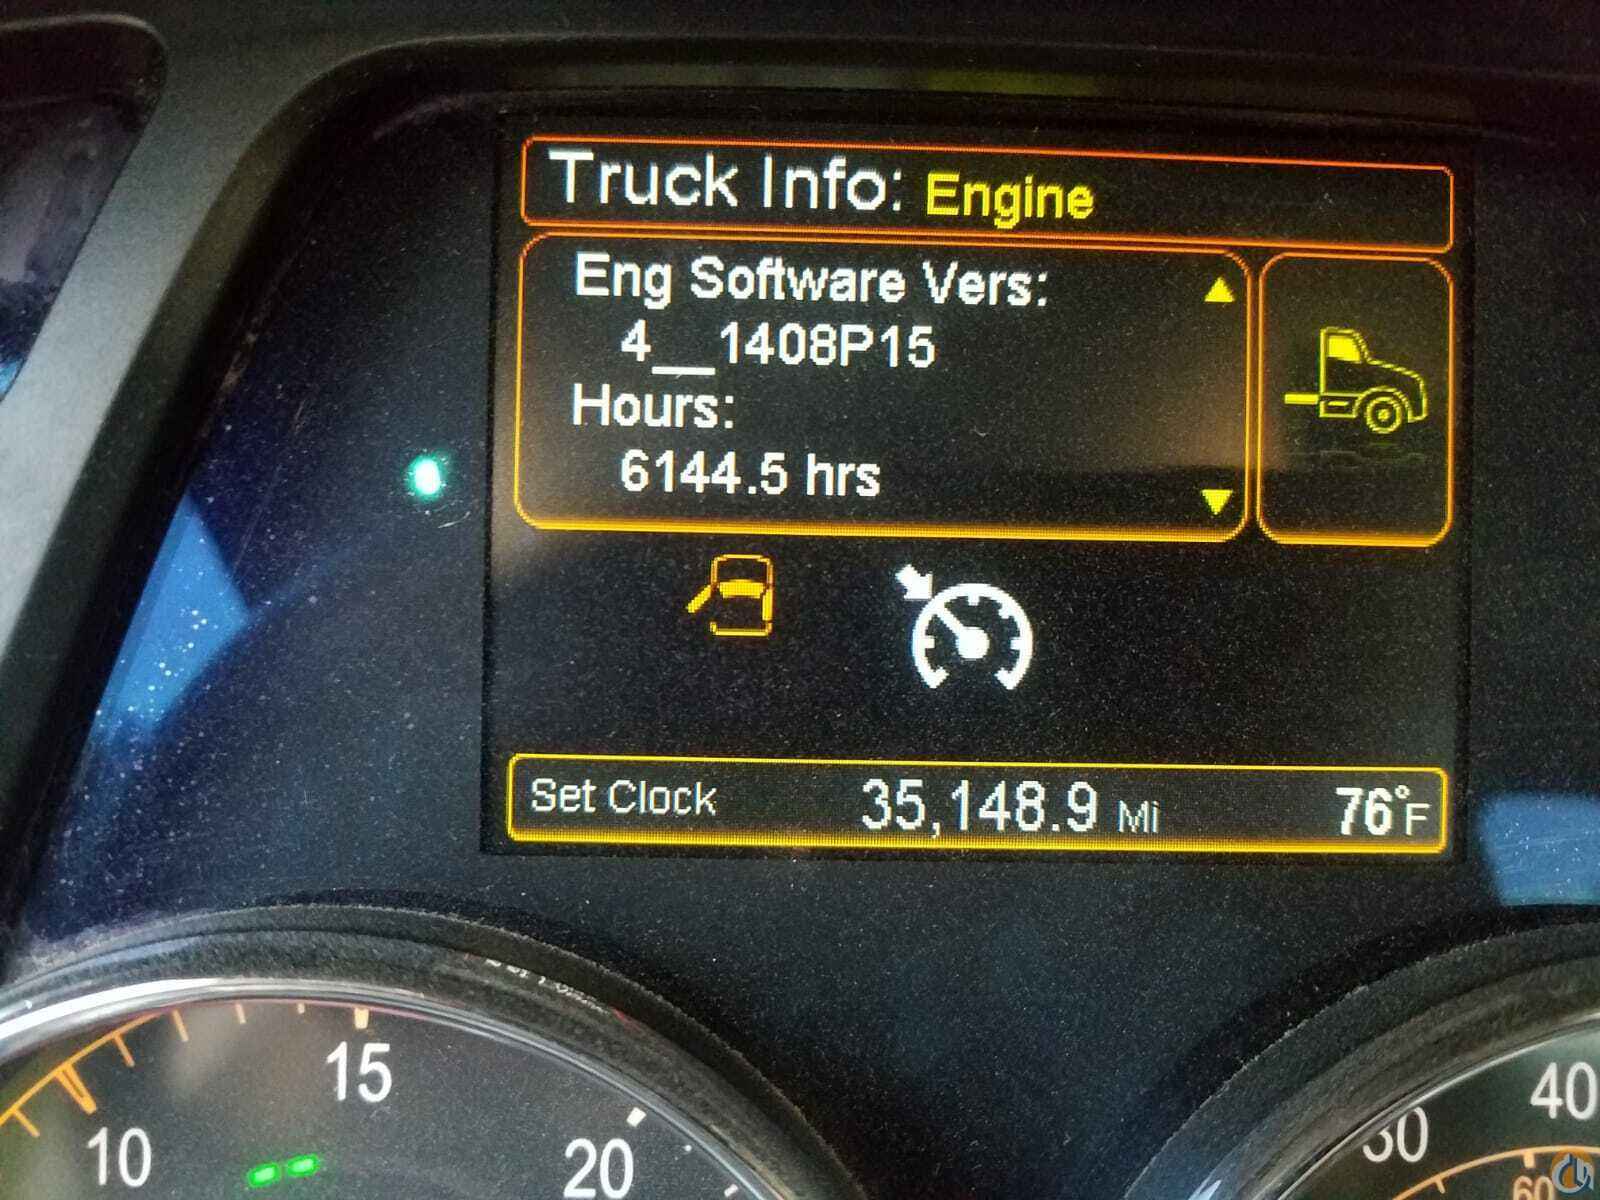 Truck Info: Engine
Eng Software Vers:
4__1408P15
Hours:
6144.5 hrs
Set Clock 35,148.9 Mi 76°F
15
10
20
40
30
60